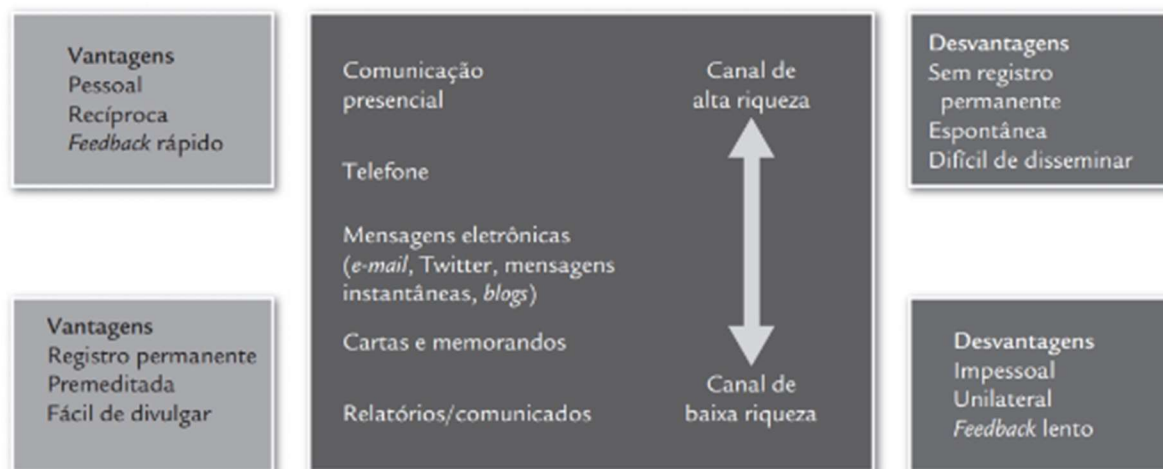 Vantagens
Pessoal
Recíproca
Feedback rápido
Vantagens
Registro permanente
Premeditada
Fácil de divulgar
Comunicação
presencial
Telefone
Mensagens eletrônicas
(e-mail, Twitter, mensagens
instantâneas, blogs)
Cartas e memorandos
Relatórios/comunicados
Canal de
alta riqueza
Canal de
baixa riqueza
Desvantagens
Sem registro
permanente
Espontânea
Difícil de disseminar
Desvantagens
Impessoal
Unilateral
Feedback lento